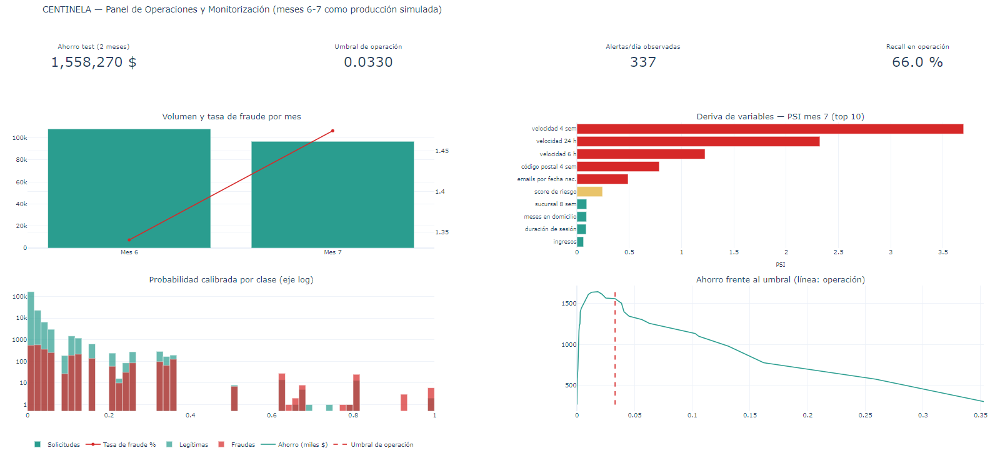 CENTINELA — Panel de Operaciones y Monitorización (meses 6-7 como producción simulada)
Ahorro test (2 meses)
1,558,270 $
Umbral de operación
0.0330
Alertas/día observadas
337
Recall en operación
66.0 %
Volumen y tasa de fraude por mes
100k
80k
60k
40k
20k
0
1.45
1.4
1.35
Mes 6
Mes 7
Deriva de variables — PSI mes 7 (top 10)
velocidad 4 sem
velocidad 24 h
velocidad 6 h
código postal 4 sem
emails por fecha nac.
score de riesgo
sucursal 8 sem
meses en domicilio
duración de sesión
ingresos
0 0.5 1 1.5 2 2.5 3 3.5
PSI
Probabilidad calibrada por clase (eje log)
100k
10k
1000
100
10
1
0 0.2 0.4 0.6 0.8 1
Ahorro frente al umbral (línea: operación)
1500
1000
500
0 0.05 0.1 0.15 0.2 0.25 0.3 0.35
Solicitudes Tasa de fraude % Legítimas Fraudes Ahorro (miles $) Umbral de operación